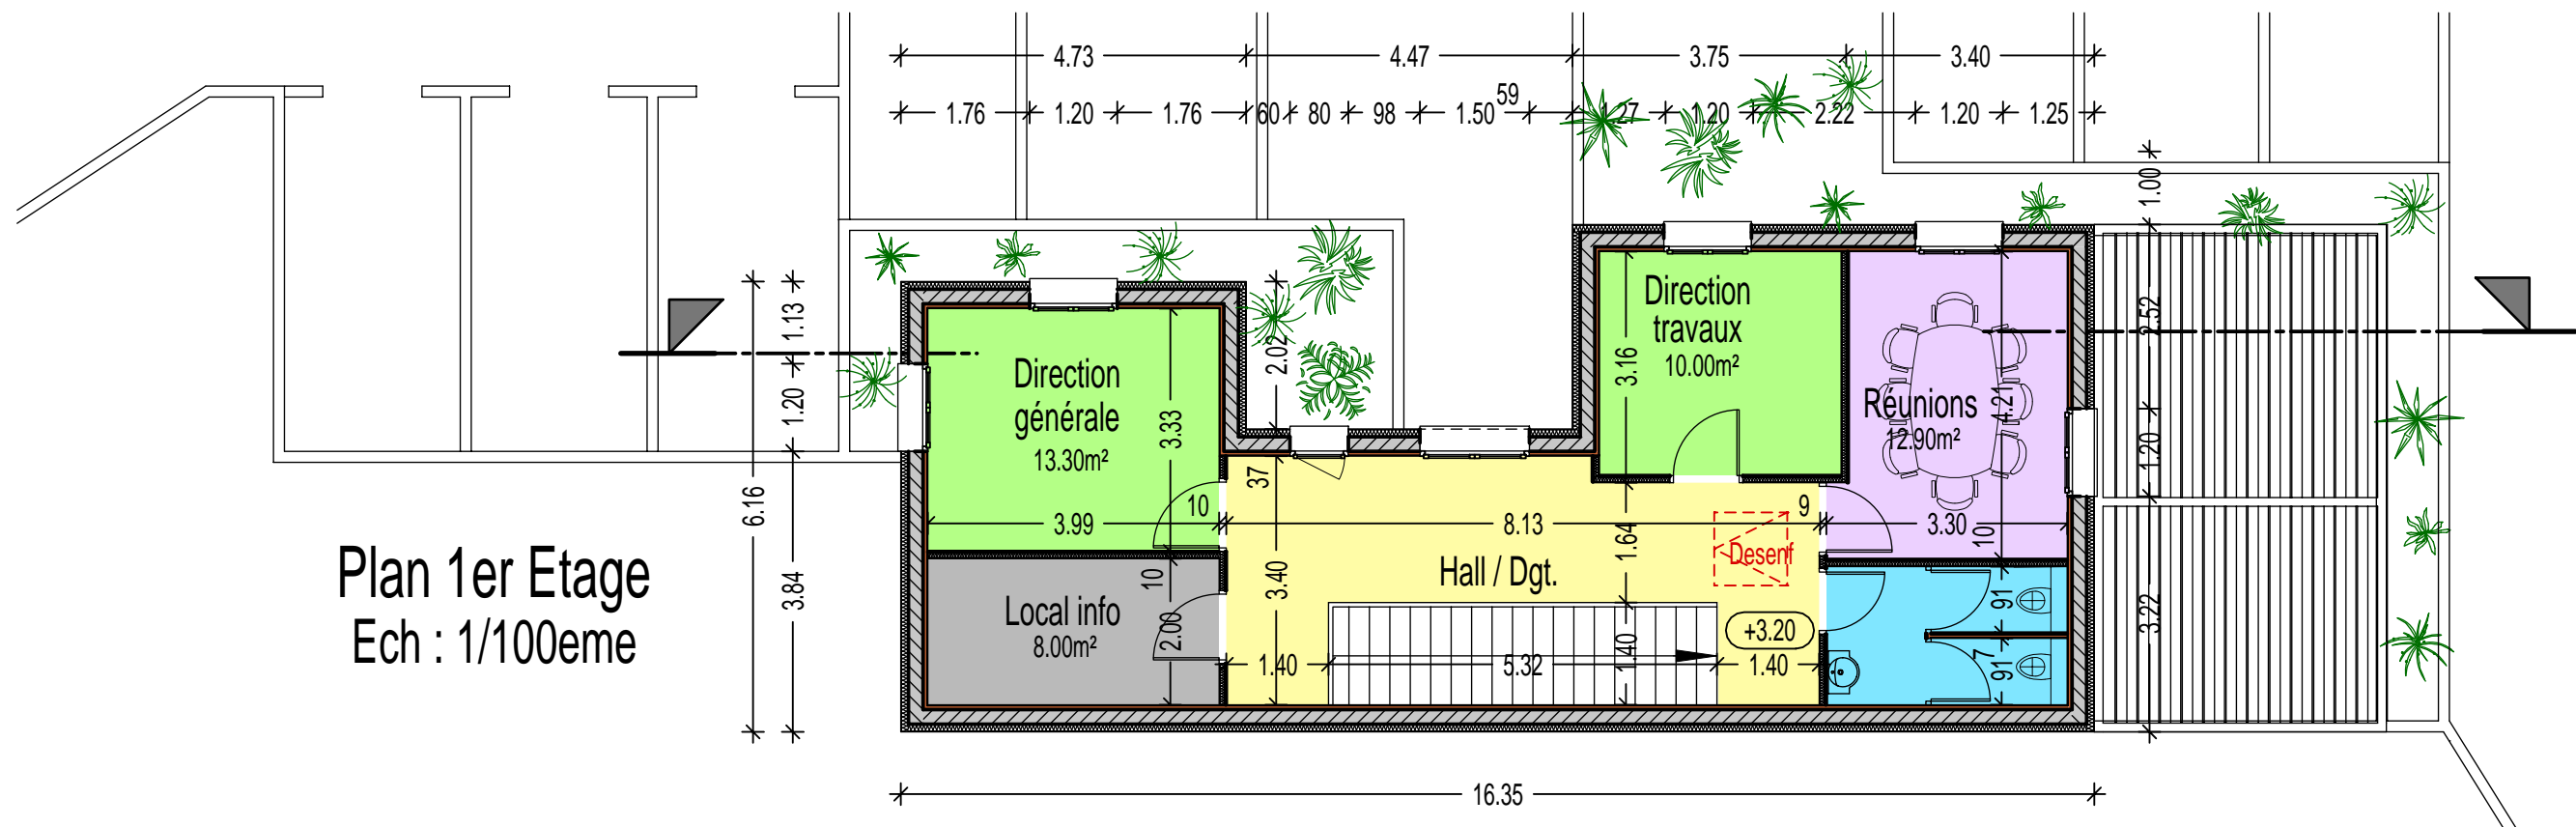 4.73 4.47 3.75 3.40
59
1.76 1.20 1.76 60 80 98 1.50 1.27 1.20 2.22 1.20 1.25
1.00
1.13
2.52
2.02
Direction
travaux
10.00m²
3.16
Direction
générale
13.30m²
1.20
3.33
Réunions
12.90m²
4.21
1.20
37
6.16
10
3.99
8.13
9
3.30
10
1.64
Desenf
Plan 1er Etage
Ech : 1/100eme
3.84
10
3.40
Hall / Dgt.
Local info
8.00m²
2.00
91
3.22
+3.20
1.40
5.32
1.40
1.40
7
91
16.35